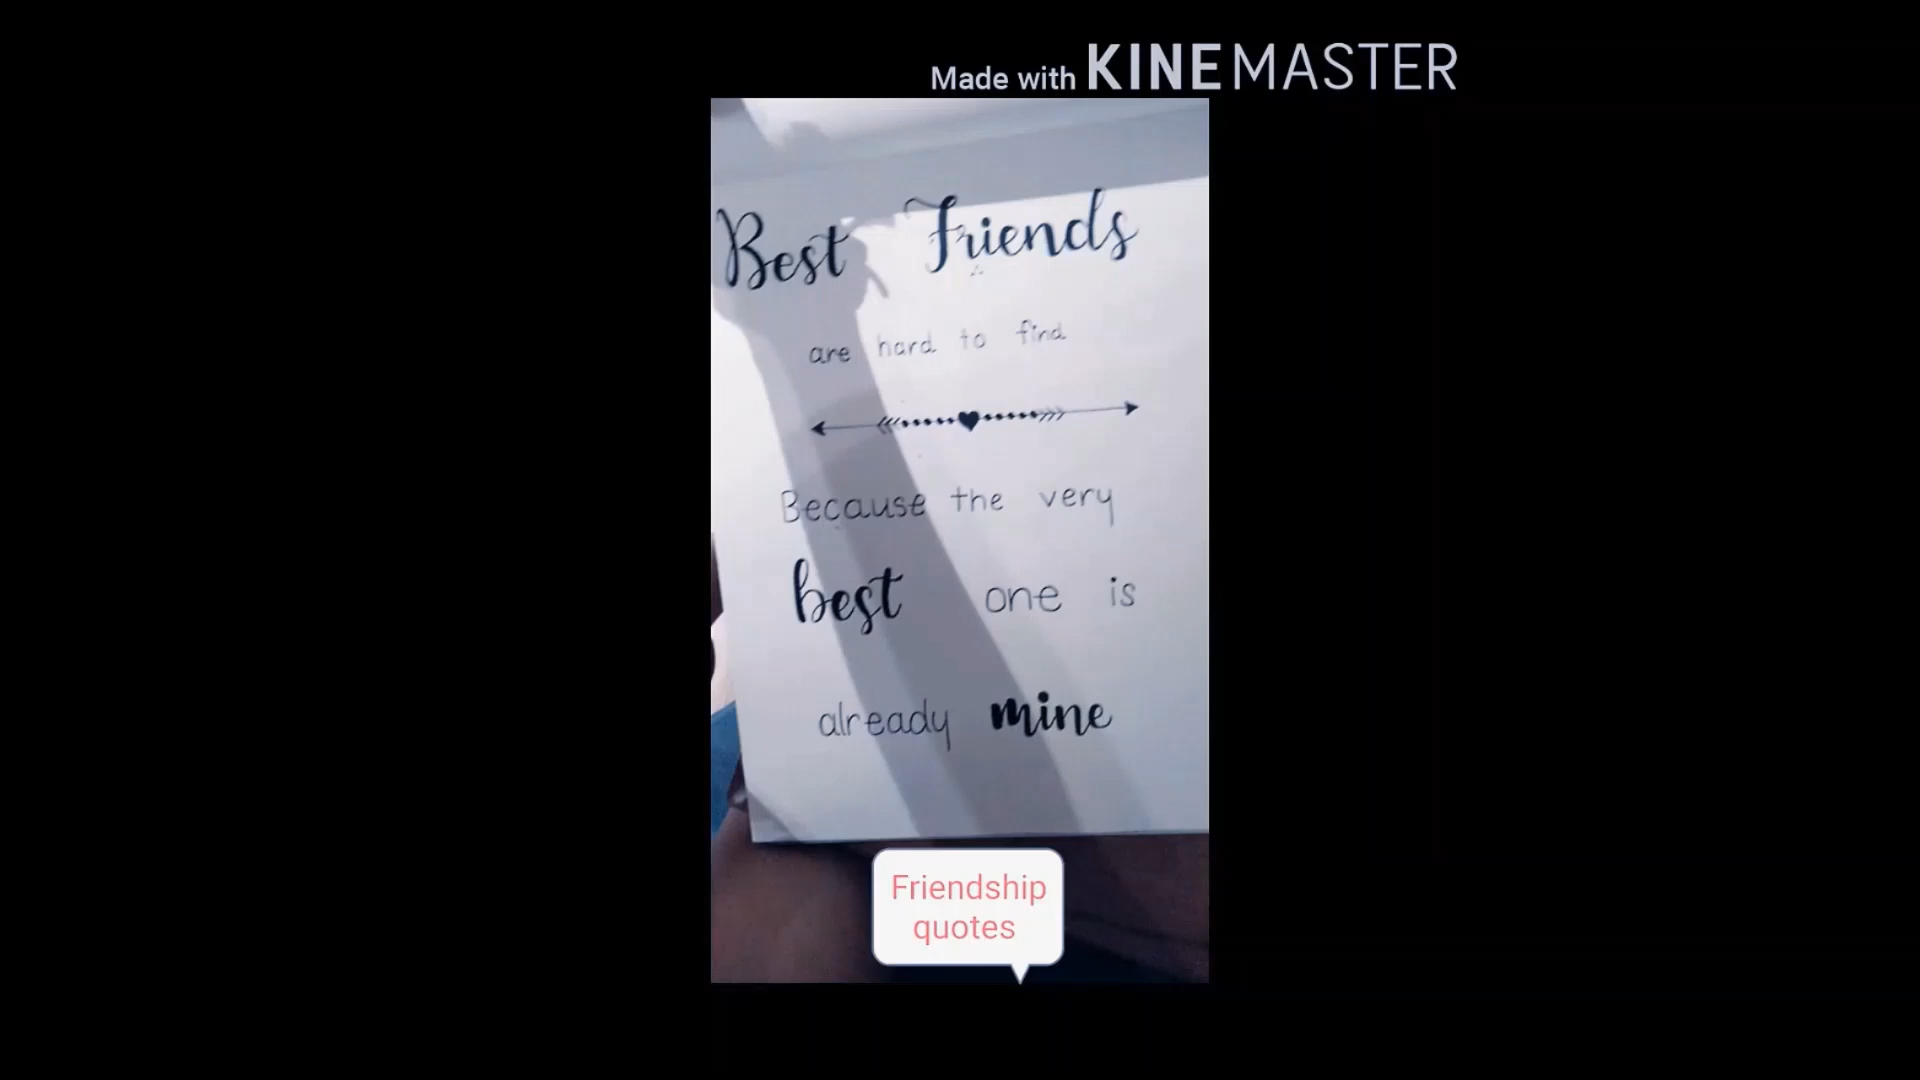 Made with KINEMASTER
Best Friends
are hard to find
Because the very
best one is
already mine
Friendship
quotes